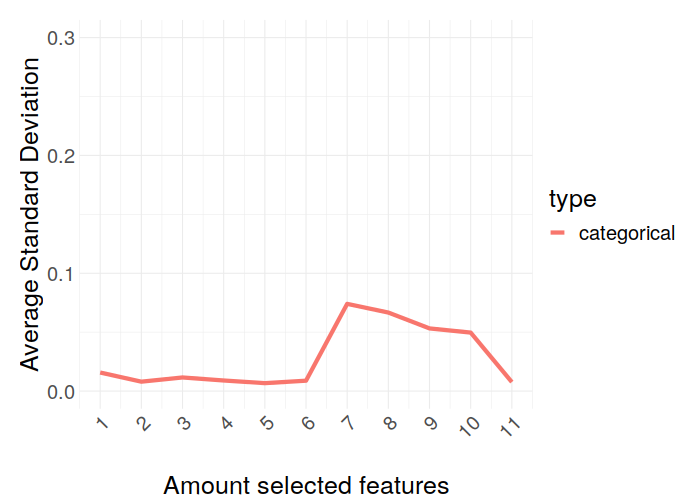 Average Standard Deviation
0.3
0.2
0.1
0.0
1 2 3 4 5 6 7 8 9 10 11
Amount selected features
type
categorical